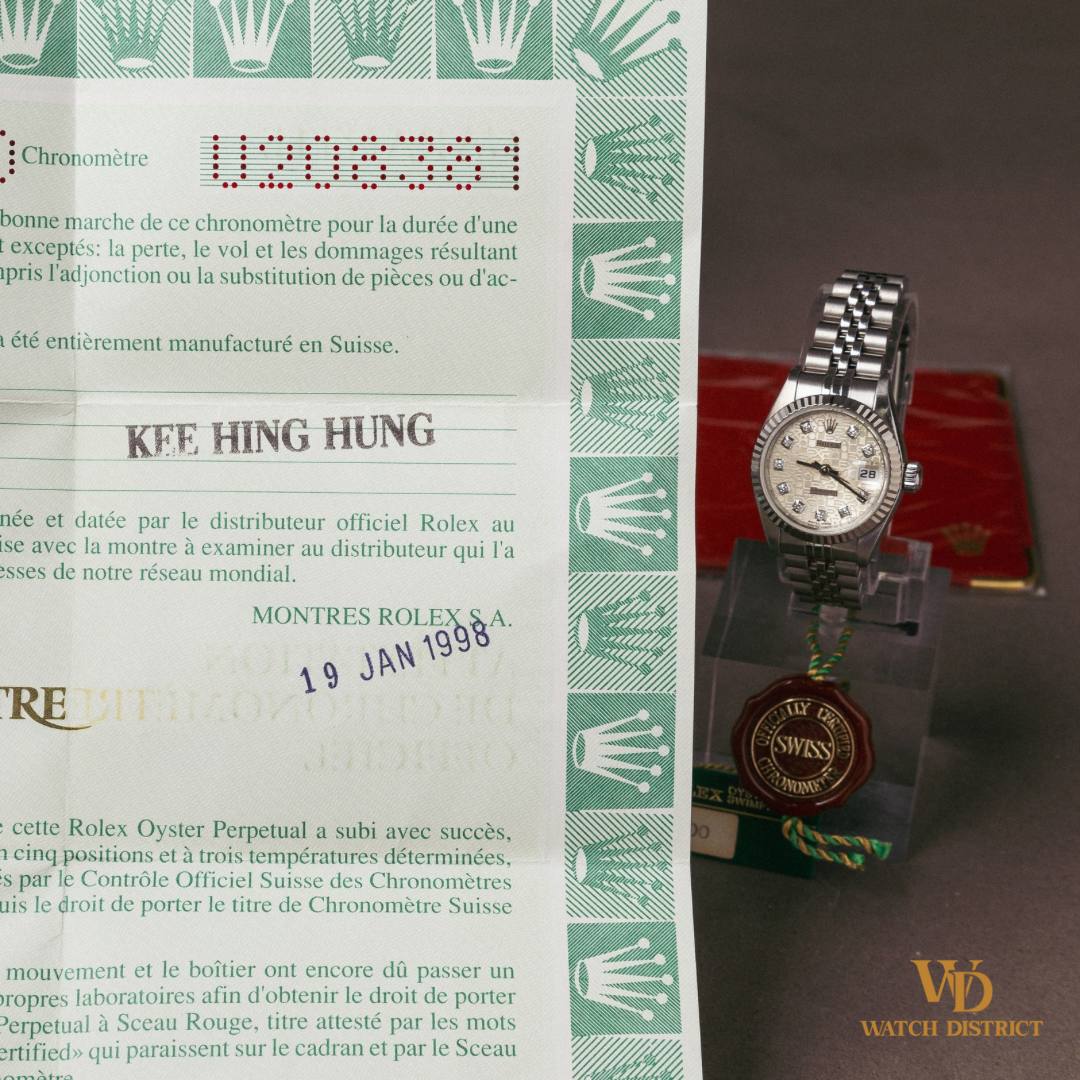 Chronomètre U208381
bonne marche de ce chronomètre pour la durée d'une
exceptés: la perte, le vol et les dommages résultant
mpris l'adjonction ou la substitution de pièces ou d'ac-
a été entièrement manufacturé en Suisse.
KEE HING HUNG
née et datée par le distributeur officiel Rolex au
ise avec la montre à examiner au distributeur qui l'a
esses de notre réseau mondial.
MONTRES ROLEX S.A.
19 JAN 1998
TRE
cette Rolex Oyster Perpetual a subi avec succès,
n cinq positions et à trois températures déterminées,
és par le Contrôle Officiel Suisse des Chronomètres
uis le droit de porter le titre de Chronomètre Suisse
mouvement et le boîtier ont encore dû passer un
propres laboratoires afin d'obtenir le droit de porter
Perpetual à Sceau Rouge, titre attesté par les mots
ertified» qui paraissent sur le cadran et par le Sceau
28
OFFICIALLY CERTIFIED
SWISS
CHRONOMETER
WD
WATCH DISTRICT